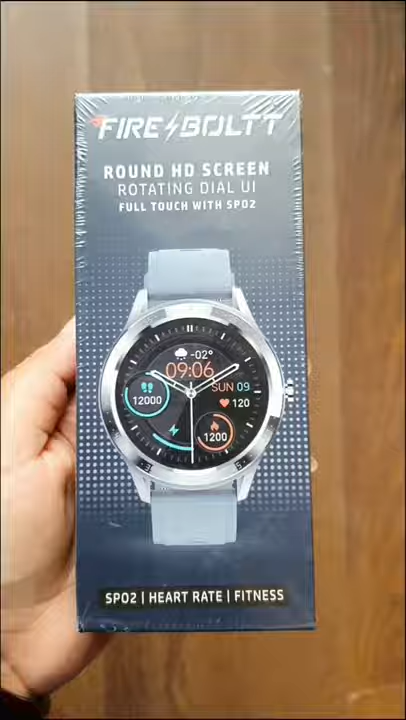 FIRE BOLTT
ROUND HD SCREEN
ROTATING DIAL UI
FULL TOUCH WITH SPO2
-02°
09:06
SUN 09
12000
120
1200
SPO2 | HEART RATE | FITNESS